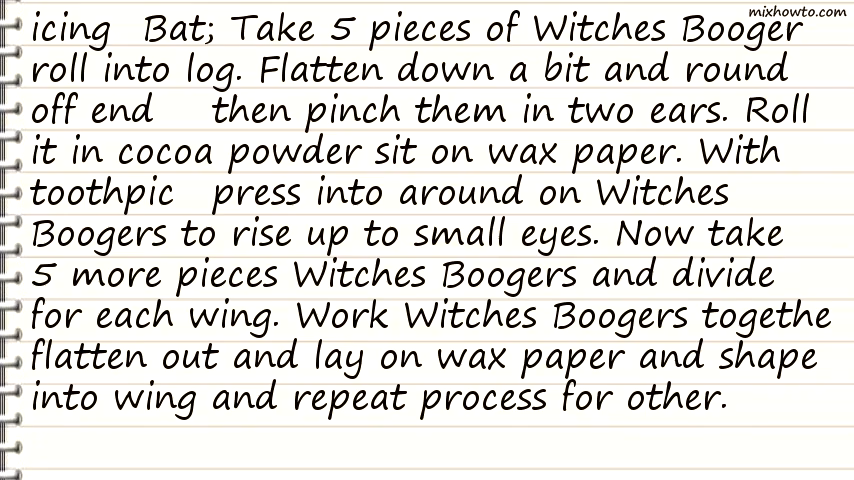 mixhowto.com
icing Bat; Take 5 pieces of Witches Booger
roll into log. Flatten down a bit and round
off end then pinch them in two ears. Roll
it in cocoa powder sit on wax paper. With
toothpic press into around on Witches
Boogers to rise up to small eyes. Now take
5 more pieces Witches Boogers and divide
for each wing. Work Witches Boogers togethe
flatten out and lay on wax paper and shape
into wing and repeat process for other.